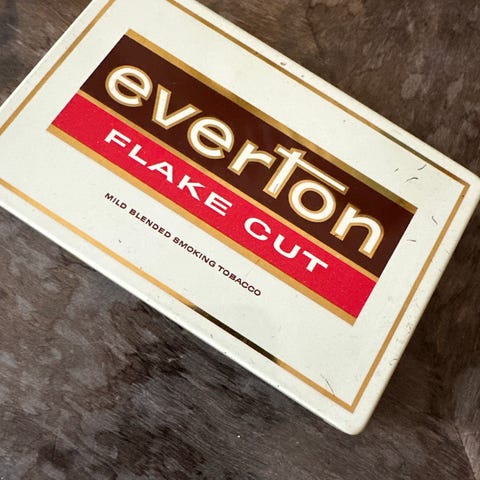 everton
FLAKE CUT
MILD BLENDED SMOKING TOBACCO